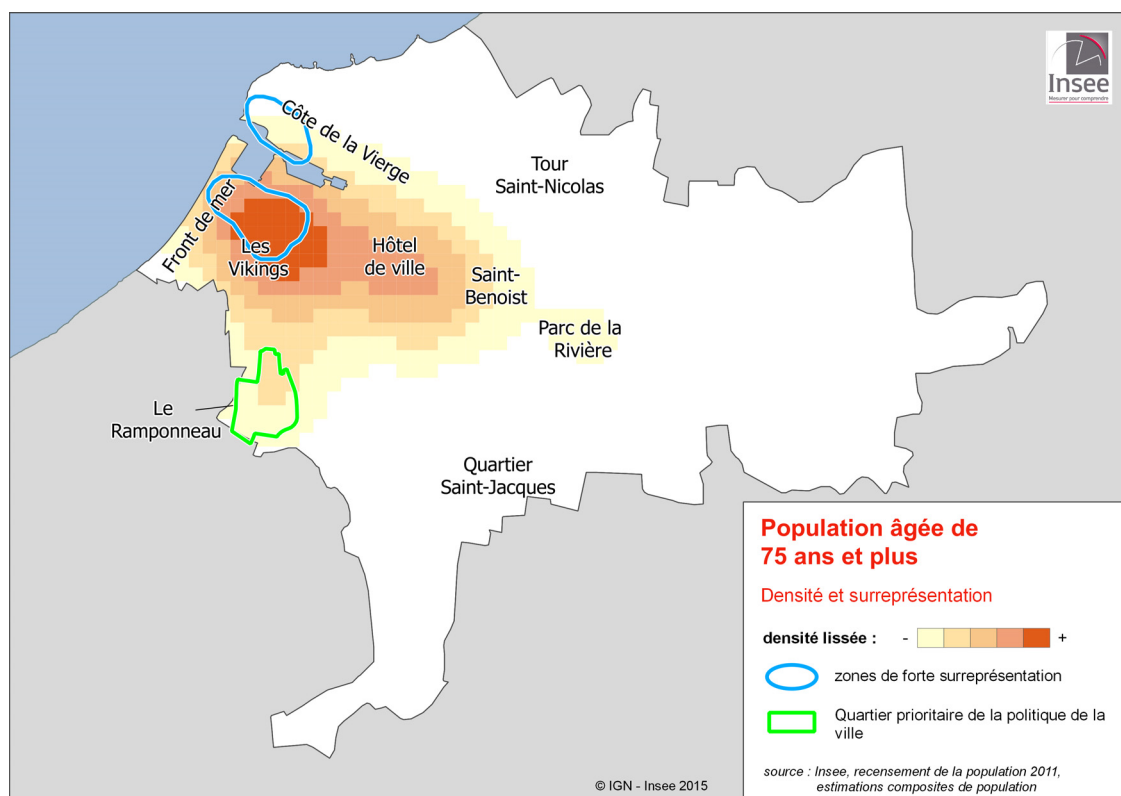 Insee
Mesurer pour comprendre
Côte de la Vierge
Tour
Saint-Nicolas
Front de mer
Les
Vikings
Hôtel
de ville
Saint-
Benoist
Parc de la
Rivière
Le
Ramponneau
Quartier
Saint-Jacques
Population âgée de
75 ans et plus
Densité et surreprésentation
densité lissée : - +
zones de forte surreprésentation
Quartier prioritaire de la politique de la
ville
source : Insee, recensement de la population 2011,
estimations composites de population
© IGN - Insee 2015